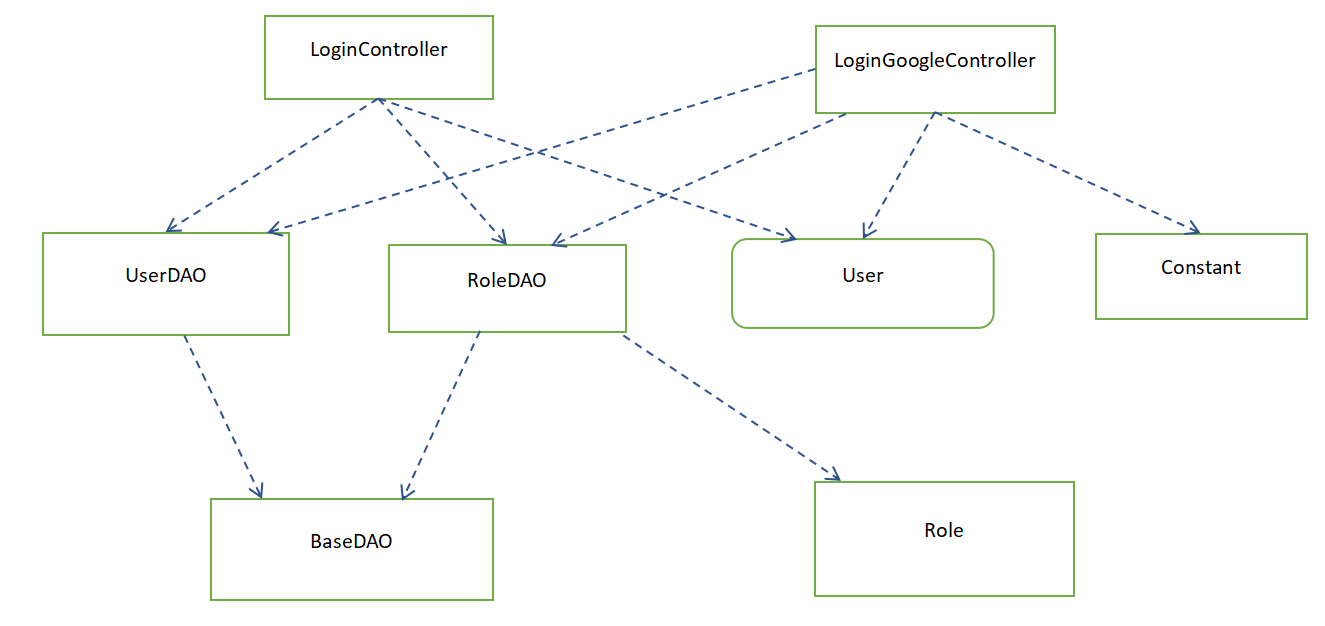 LoginController
LoginGoogleController
UserDAO
RoleDAO
User
Constant
BaseDAO
Role